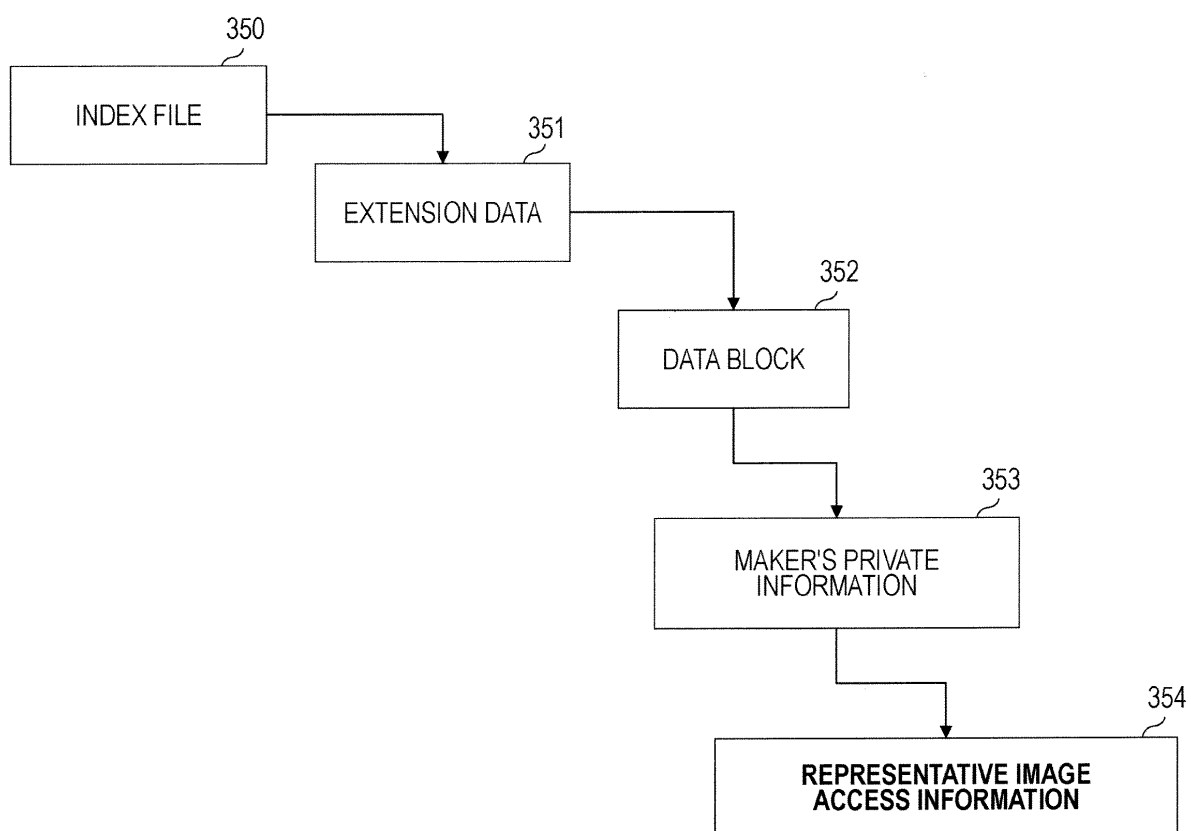 350
INDEX FILE
351
EXTENSION DATA
352
DATA BLOCK
353
MAKER'S PRIVATE
INFORMATION
354
REPRESENTATIVE IMAGE
ACCESS INFORMATION